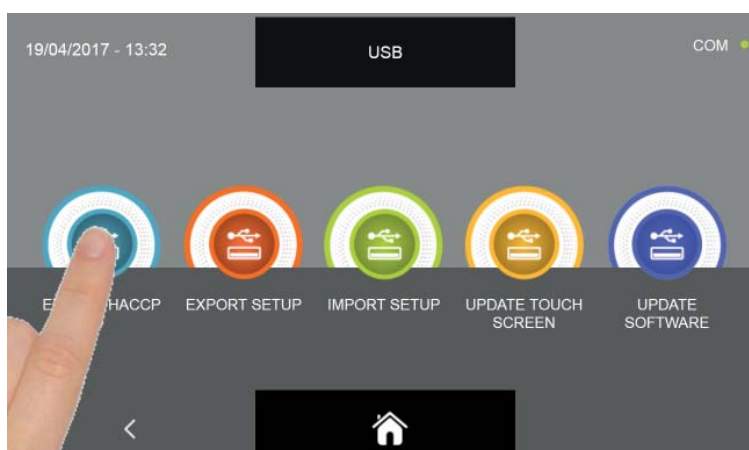 19/04/2017 - 13:32
USB
COM
HACCP
EXPORT SETUP
IMPORT SETUP
UPDATE TOUCH
SCREEN
UPDATE
SOFTWARE